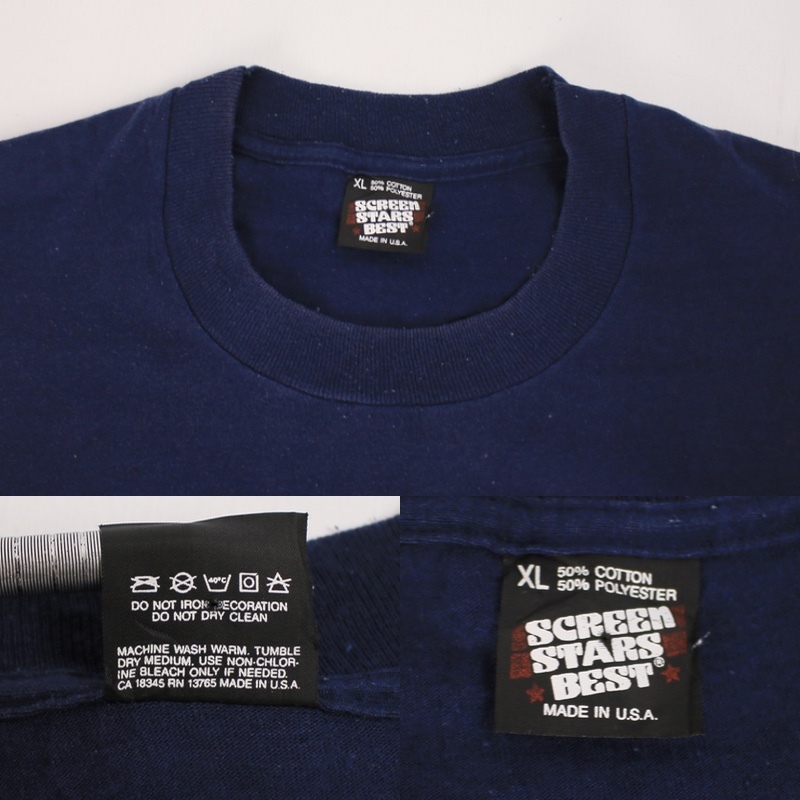 XL 50% COTTON
50% POLYESTER
SCREEN
STARS
BEST®
MADE IN U.S.A.
40°C
DO NOT IRON DECORATION
DO NOT DRY CLEAN
MACHINE WASH WARM. TUMBLE
DRY MEDIUM. USE NON-CHLOR-
INE BLEACH ONLY IF NEEDED.
CA 18345 RN 13765 MADE IN U.S.A.
XL 50% COTTON
50% POLYESTER
SCREEN
STARS
BEST®
MADE IN U.S.A.